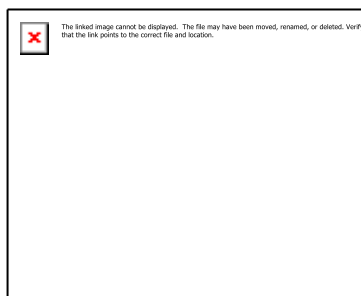 The linked image cannot be displayed.  The file may have been moved, renamed, or deleted. Verify
that the link points to the correct file and location.